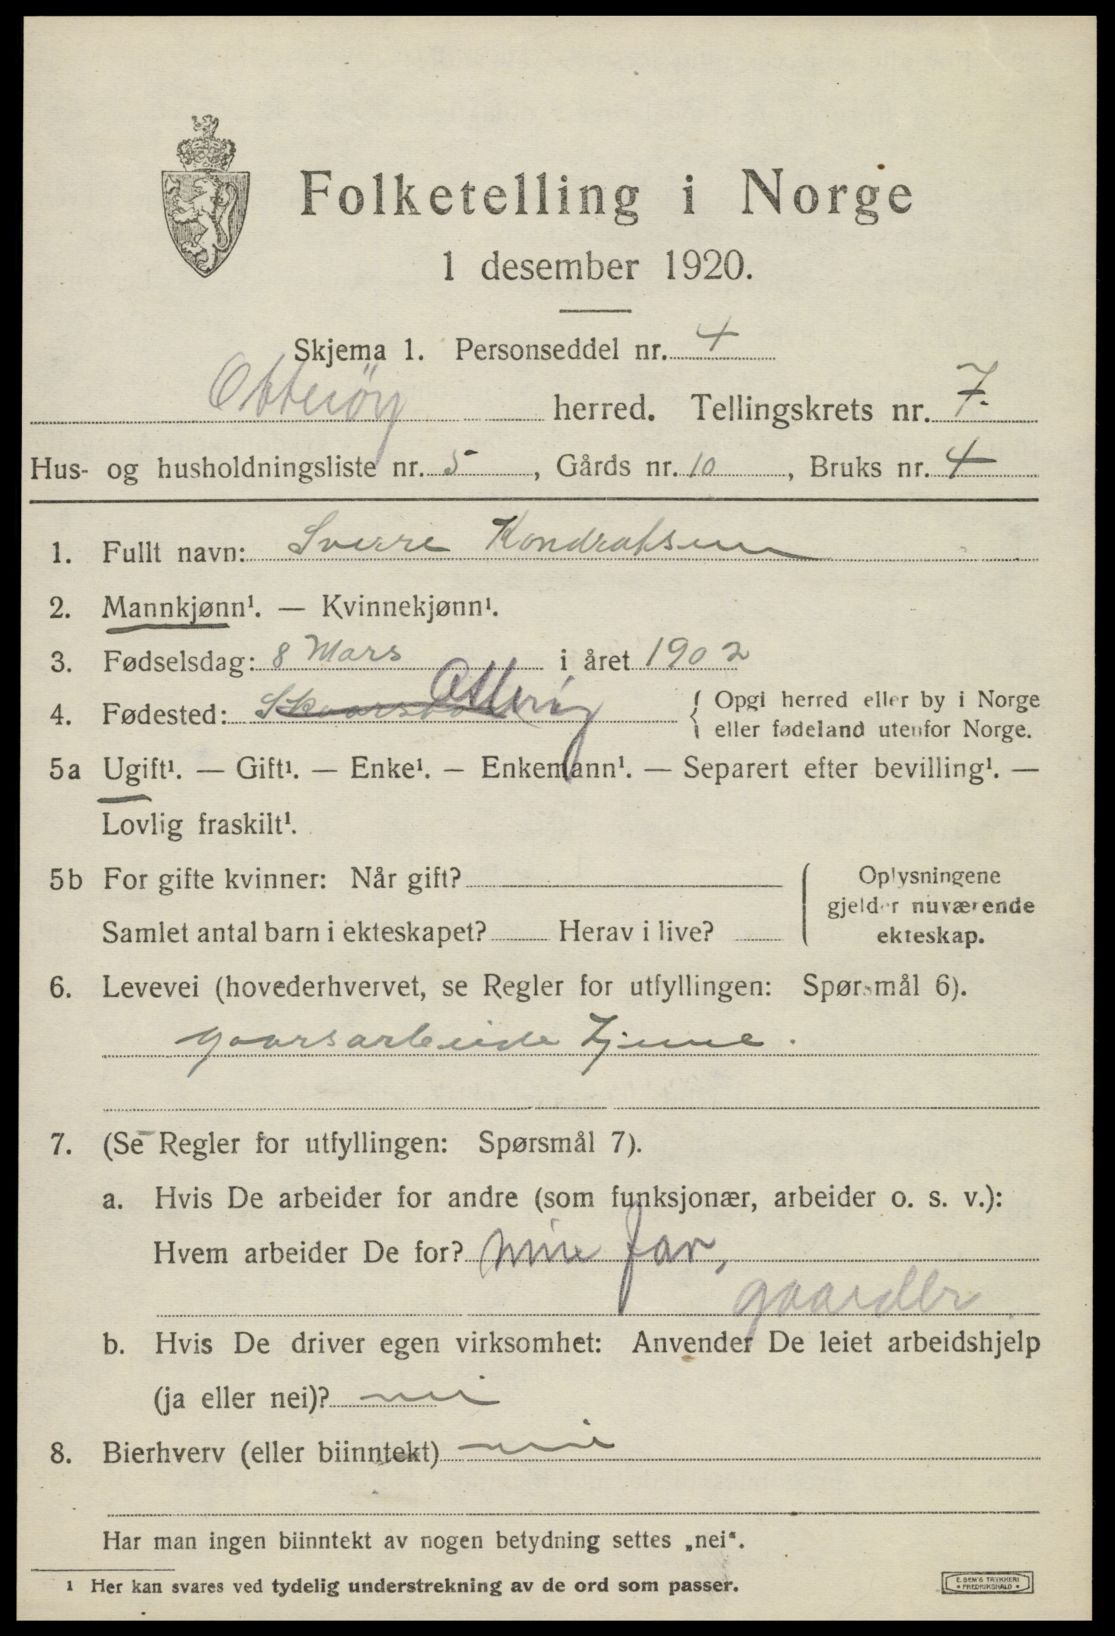 Folketelling i Norge
1 desember 1920.
Skjema 1. Personseddel nr. 4
Otterøy herred. Tellingskrets nr. 7.
Hus- og husholdningsliste nr. 5, Gårds nr. 10, Bruks nr. 4
1. Fullt navn: Sverre Kondraksen
2. Mannkjønn¹. — Kvinnekjønn¹.
3. Fødselsdag: 8 Mars i året 1902
4. Fødested: Otterøy { Opgi herred eller by i Norge
eller fødeland utenfor Norge.
5a Ugift¹. — Gift¹. — Enke¹. — Enkemann¹. — Separert efter bevilling¹. —
Lovlig fraskilt¹.
5b For gifte kvinner: Når gift? Oplysningene
gjelder nuværende
Samlet antal barn i ekteskapet? Herav i live? ekteskap.
6. Levevei (hovederhvervet, se Regler for utfyllingen: Spørsmål 6).
gaarsarbeide
7. (Se Regler for utfyllingen: Spørsmål 7).
a. Hvis De arbeider for andre (som funksjonær, arbeider o. s. v.):
Hvem arbeider De for? min far,
gaardbr
b. Hvis De driver egen virksomhet: Anvender De leiet arbeidshjelp
(ja eller nei)? nei
8. Bierhverv (eller biinntekt) nei
Har man ingen biinntekt av nogen betydning settes „nei“.
¹ Her kan svares ved tydelig understrekning av de ord som passer.
E. SEM'S TRYKKERI
• FREDRIKSHALD •